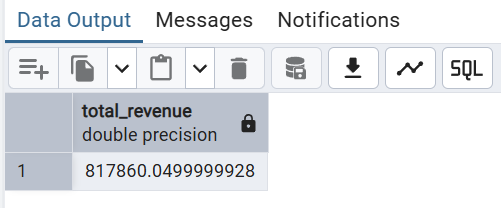 Data Output Messages Notifications
SQL
total_revenue
double precision
1 817860.0499999928